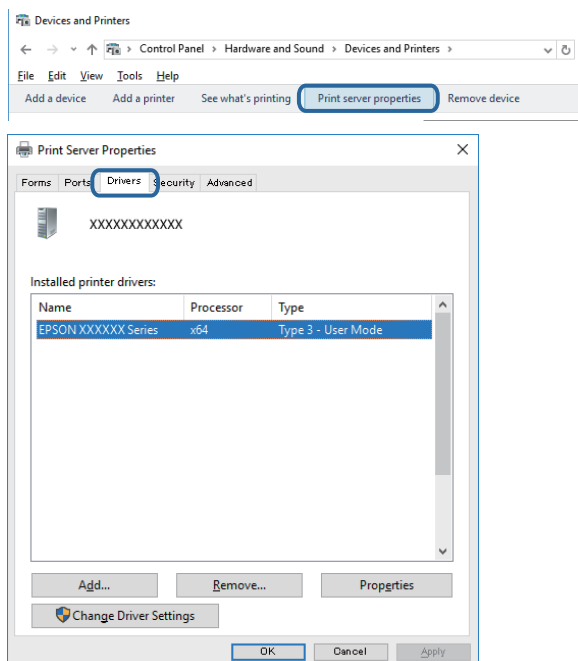 Devices and Printers
Control Panel > Hardware and Sound > Devices and Printers >
File Edit View Tools Help
Add a device Add a printer See what's printing Print server properties Remove device
Print Server Properties
Forms Ports Drivers Security Advanced
XXXXXXXXXXXX
Installed printer drivers:
Name Processor Type
EPSON XXXXXX Series x64 Type 3 - User Mode
Add... Remove... Properties
Change Driver Settings
OK Cancel Apply